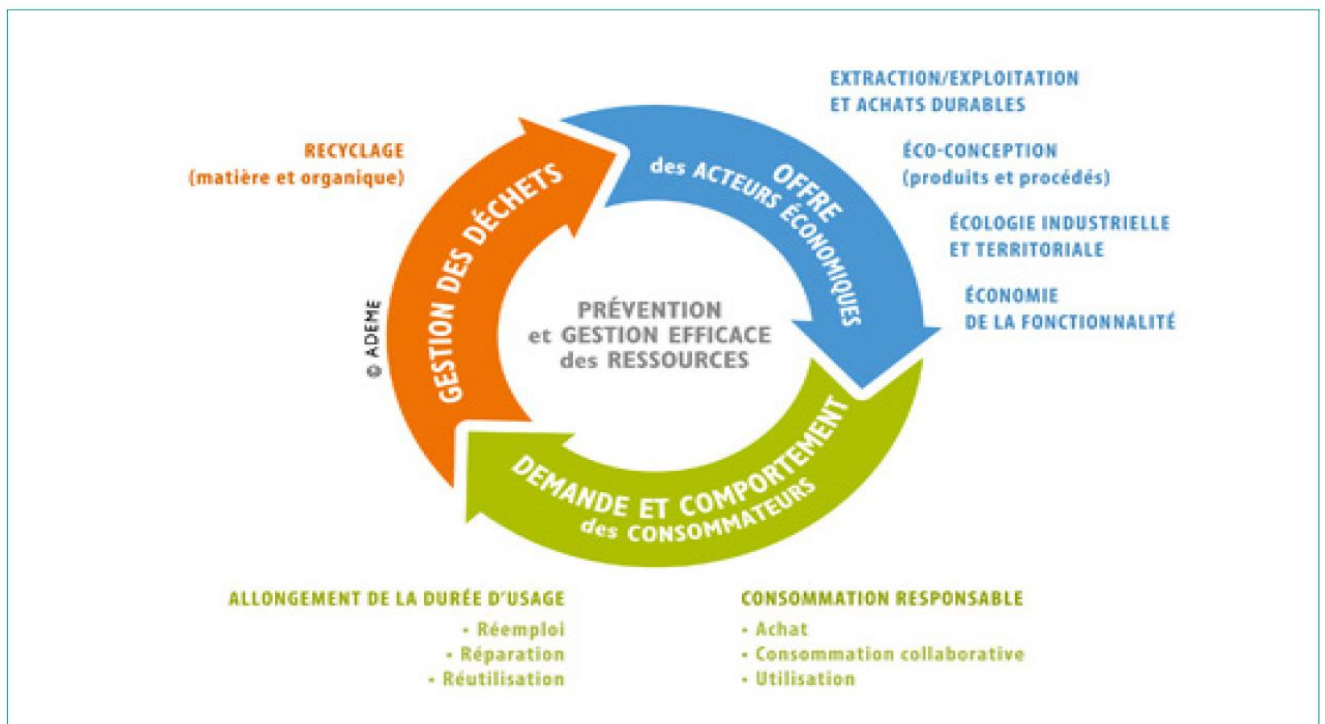 EXTRACTION/EXPLOITATION
ET ACHATS DURABLES
ÉCO-CONCEPTION
(produits et procédés)
ÉCOLOGIE INDUSTRIELLE
ET TERRITORIALE
ÉCONOMIE
DE LA FONCTIONNALITÉ
RECYCLAGE
(matière et organique)
OFFRE
des ACTEURS ÉCONOMIQUES
GESTION DES DÉCHETS
PRÉVENTION
et GESTION EFFICACE
des RESSOURCES
© ADEME
DEMANDE ET COMPORTEMENT
des CONSOMMATEURS
ALLONGEMENT DE LA DURÉE D'USAGE
• Réemploi
• Réparation
• Réutilisation
CONSOMMATION RESPONSABLE
• Achat
• Consommation collaborative
• Utilisation